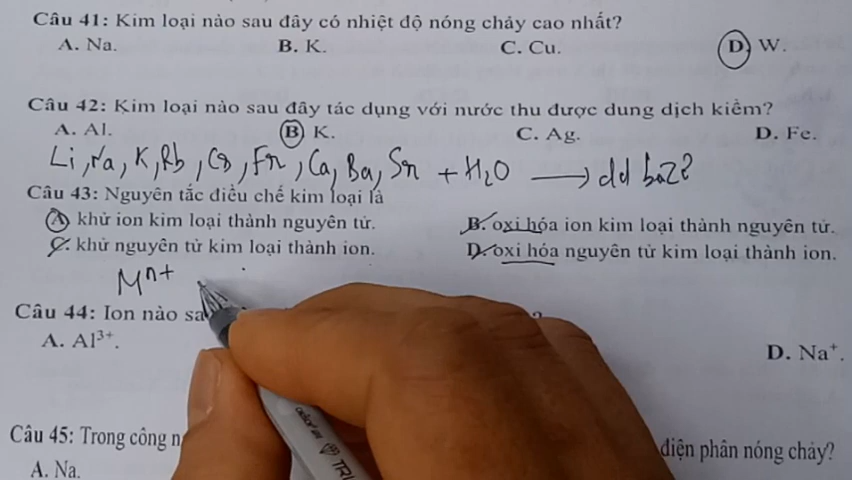 Câu 41: Kim loại nào sau đây có nhiệt độ nóng chảy cao nhất?
A. Na. B. K. C. Cu. D. W.
Câu 42: Kim loại nào sau đây tác dụng với nước thu được dung dịch kiềm?
A. Al. B. K. C. Ag. D. Fe.
Li, Na, K, Rb, Cs, Fr, Ca, Ba, Sr + H2O → dd bazơ
Câu 43: Nguyên tắc điều chế kim loại là
A. khử ion kim loại thành nguyên tử. B. oxi hóa ion kim loại thành nguyên tử.
C. khử nguyên tử kim loại thành ion. D. oxi hóa nguyên tử kim loại thành ion.
Mⁿ⁺
Câu 44: Ion nào sa
A. Al³⁺. D. Na⁺.
Câu 45: Trong công n điện phân nóng chảy?
A. Na.